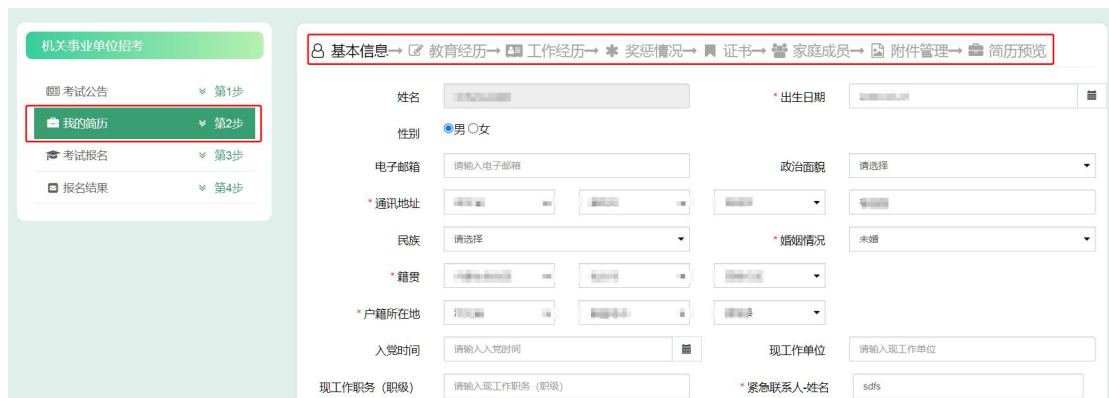 机关事业单位招考
基本信息→ 教育经历→ 工作经历→ 奖惩情况→ 证书→ 家庭成员→ 附件管理→ 简历预览
考试公告 第1步
我的简历 第2步
考试报名 第3步
报名结果 第4步
姓名 *出生日期
性别 男 女
电子邮箱 请输入电子邮箱 政治面貌 请选择
*通讯地址
民族 请选择 *婚姻情况 未婚
*籍贯
*户籍所在地
入党时间 请输入入党时间 现工作单位 请输入现工作单位
现工作职务（职级） 请输入现工作职务（职级） *紧急联系人-姓名 sdfs